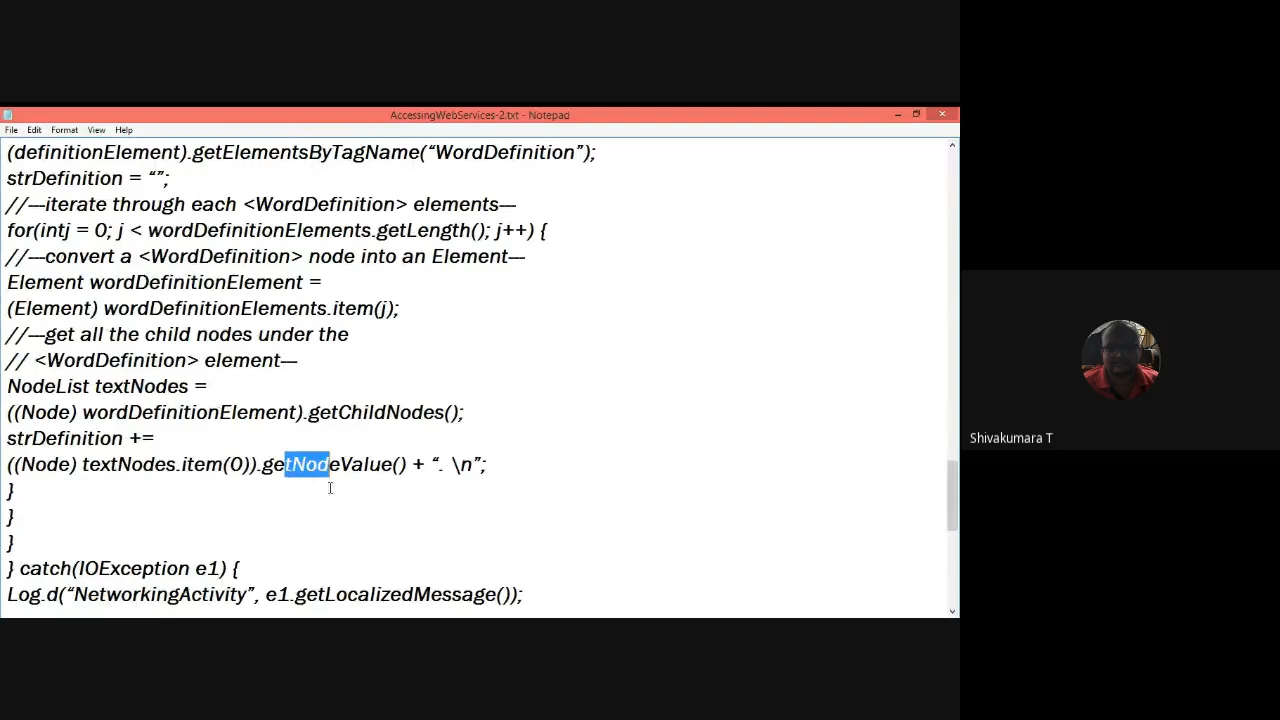 AccessingWebServices-2.txt - Notepad
File Edit Format View Help
(definitionElement).getElementsByTagName(“WordDefinition”);
strDefinition = “”;
//---iterate through each <WordDefinition> elements---
for(intj = 0; j < wordDefinitionElements.getLength(); j++) {
//---convert a <WordDefinition> node into an Element---
Element wordDefinitionElement =
(Element) wordDefinitionElements.item(j);
//---get all the child nodes under the
// <WordDefinition> element---
NodeList textNodes =
((Node) wordDefinitionElement).getChildNodes();
strDefinition +=
((Node) textNodes.item(0)).getNodeValue() + “. \n”;
}
}
}
} catch(IOException e1) {
Log.d(“NetworkingActivity”, e1.getLocalizedMessage());
Shivakumara T